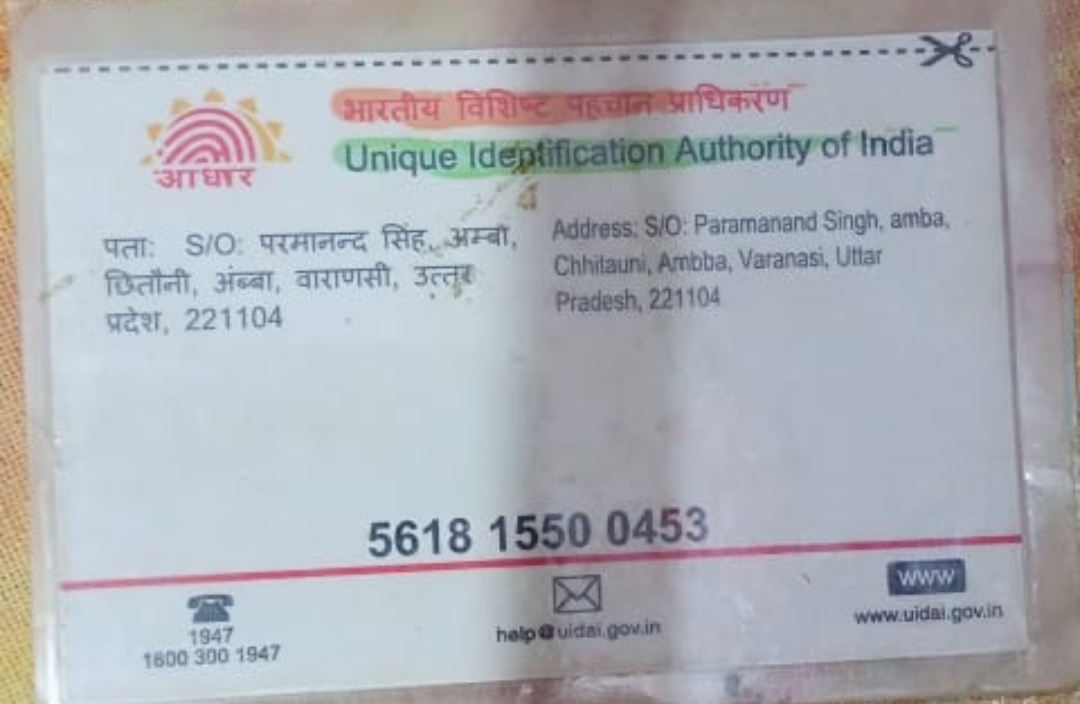 भारतीय विशिष्ट पहचान प्राधिकरण
Unique Identification Authority of India
आधार
पता: S/O: परमानन्द सिंह, अम्बा,
छितौनी, अंब्बा, वाराणसी, उत्तर
प्रदेश, 221104
Address: S/O: Paramanand Singh, amba,
Chhitauni, Ambba, Varanasi, Uttar
Pradesh, 221104
5618 1550 0453
1947
1800 300 1947
help@uidai.gov.in
WWW
www.uidai.gov.in